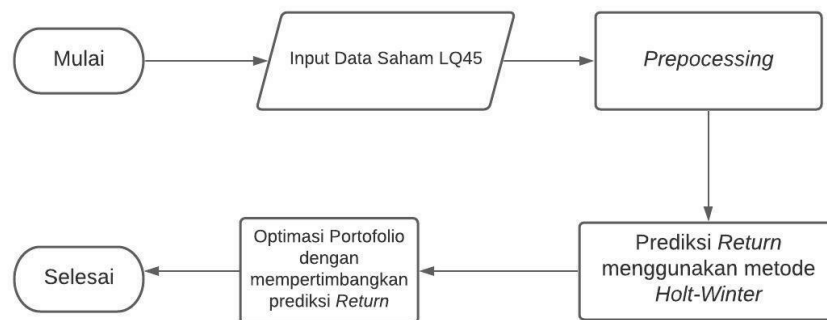 Mulai
Input Data Saham LQ45
Prepocessing
Prediksi Return
menggunakan metode
Holt-Winter
Optimasi Portofolio
dengan
mempertimbangkan
prediksi Return
Selesai